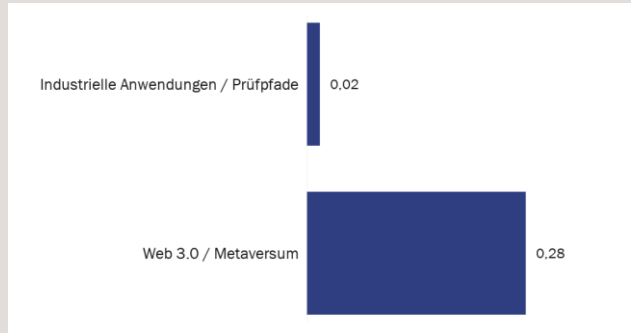 Industrielle Anwendungen / Prüfpfade 0,02
Web 3.0 / Metaversum 0,28